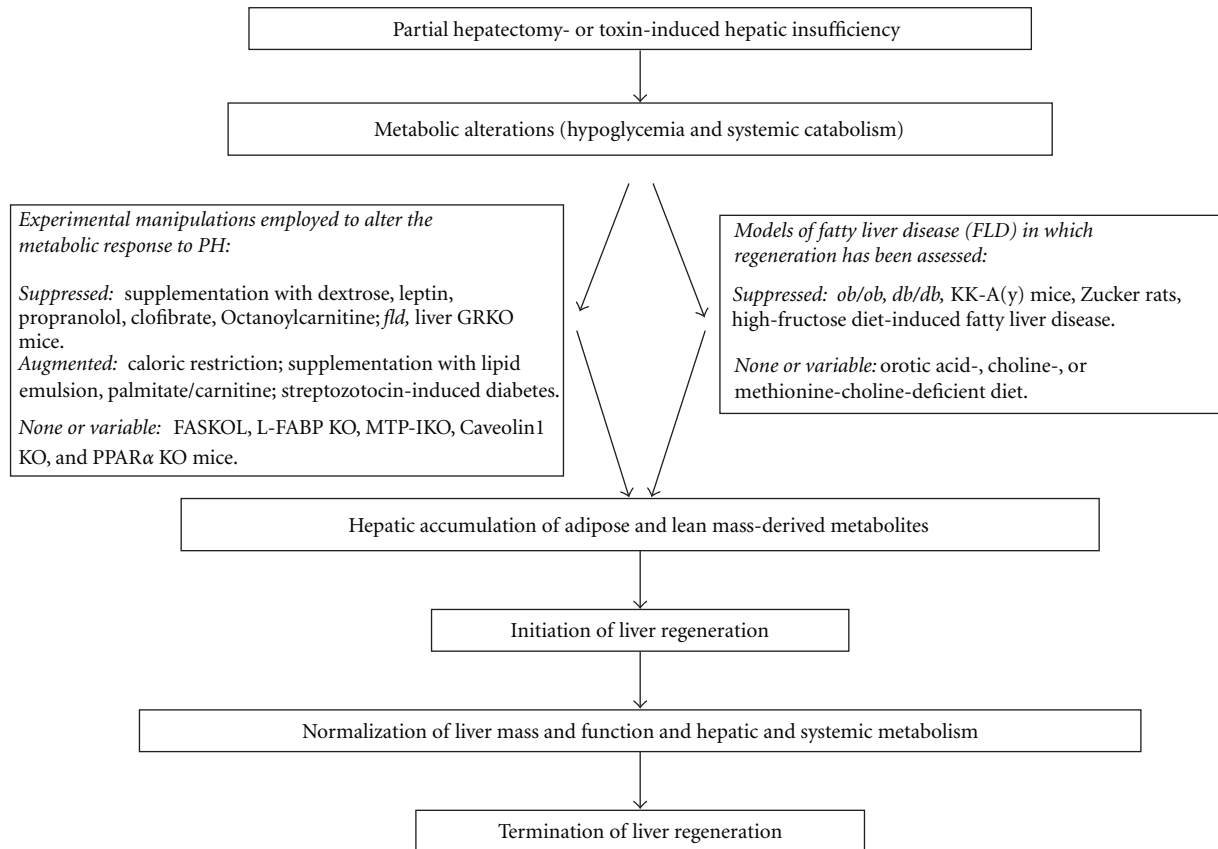 Partial hepatectomy- or toxin-induced hepatic insufficiency
Metabolic alterations (hypoglycemia and systemic catabolism)
Experimental manipulations employed to alter the
metabolic response to PH:
Suppressed: supplementation with dextrose, leptin,
propranolol, clofibrate, Octanoylcarnitine; fld, liver GRKO
mice.
Augmented: caloric restriction; supplementation with lipid
emulsion, palmitate/carnitine; streptozotocin-induced diabetes.
None or variable: FASKOL, L-FABP KO, MTP-IKO, Caveolin1
KO, and PPARα KO mice.
Models of fatty liver disease (FLD) in which
regeneration has been assessed:
Suppressed: ob/ob, db/db, KK-A(y) mice, Zucker rats,
high-fructose diet-induced fatty liver disease.
None or variable: orotic acid-, choline-, or
methionine-choline-deficient diet.
Hepatic accumulation of adipose and lean mass-derived metabolites
Initiation of liver regeneration
Normalization of liver mass and function and hepatic and systemic metabolism
Termination of liver regeneration